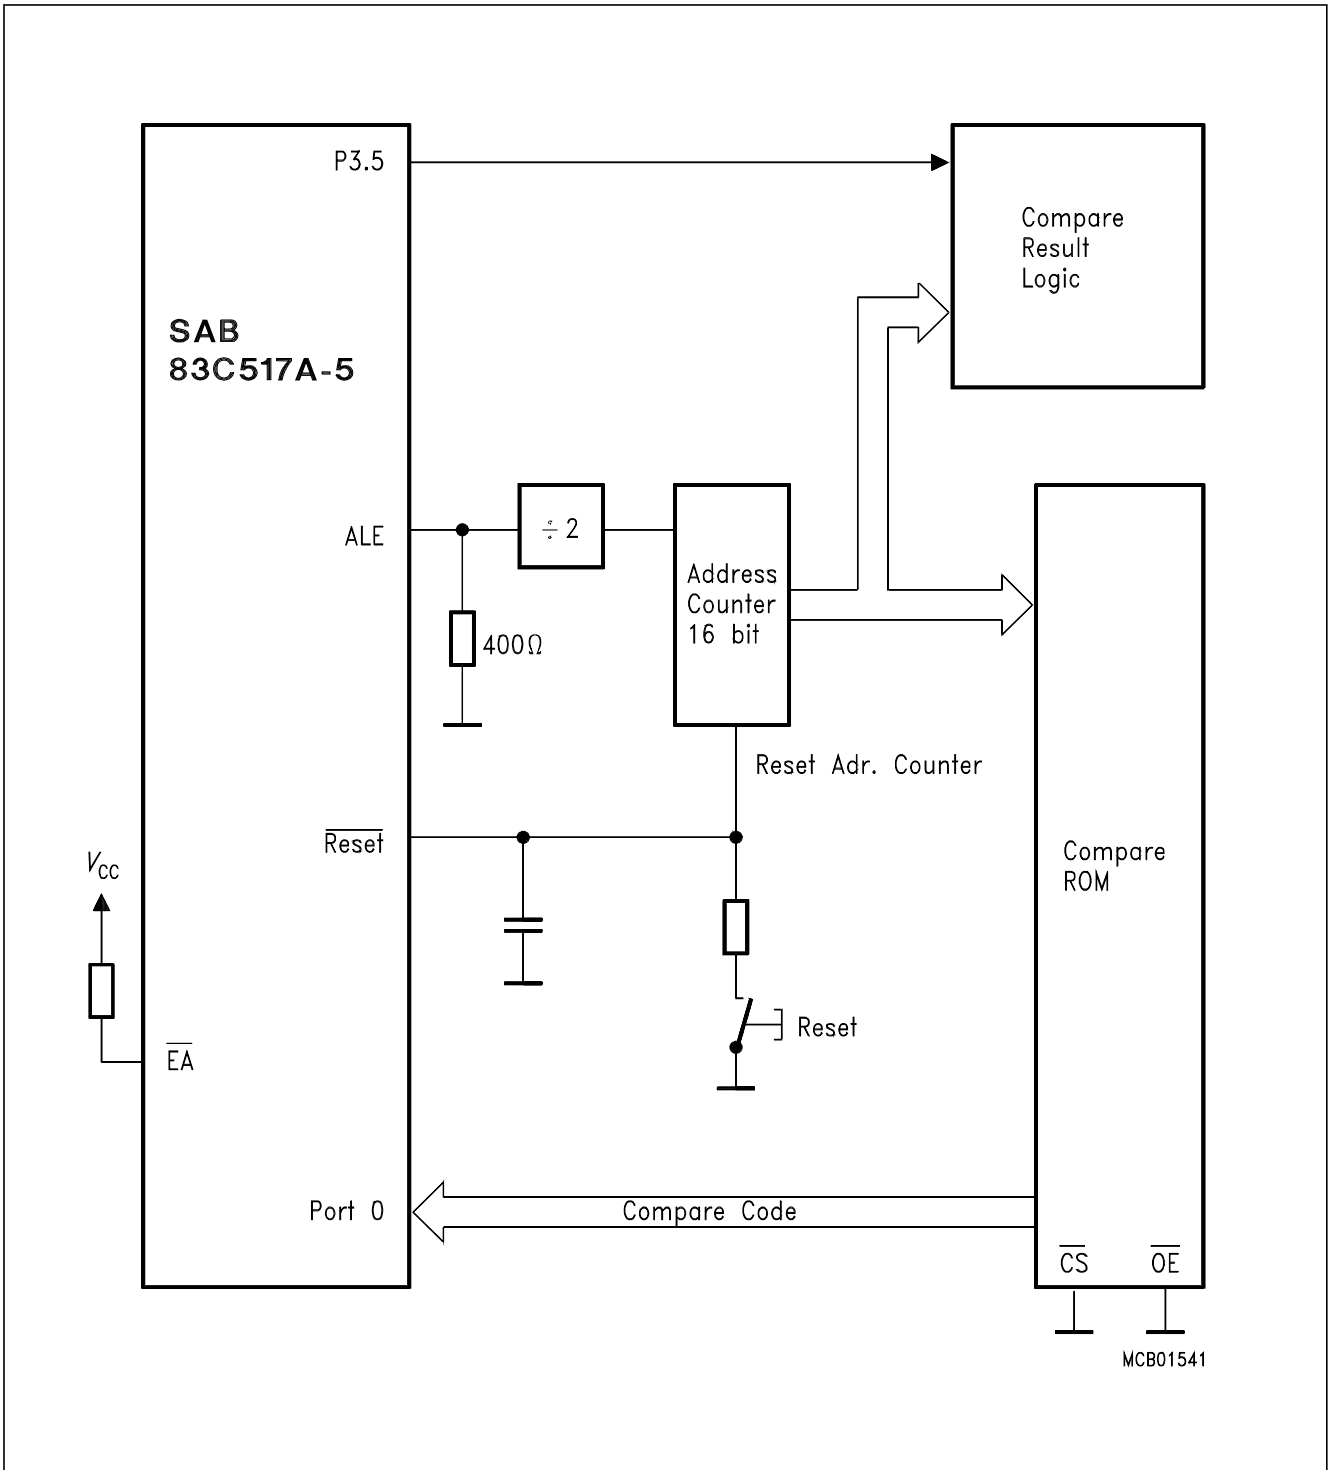 P3.5
Compare
Result
Logic
SAB
83C517A-5
ALE
÷ 2
Address
Counter
16 bit
400Ω
Reset Adr. Counter
Reset
Compare
ROM
VCC
Reset
EA
Port 0
Compare Code
CS OE
MCB01541